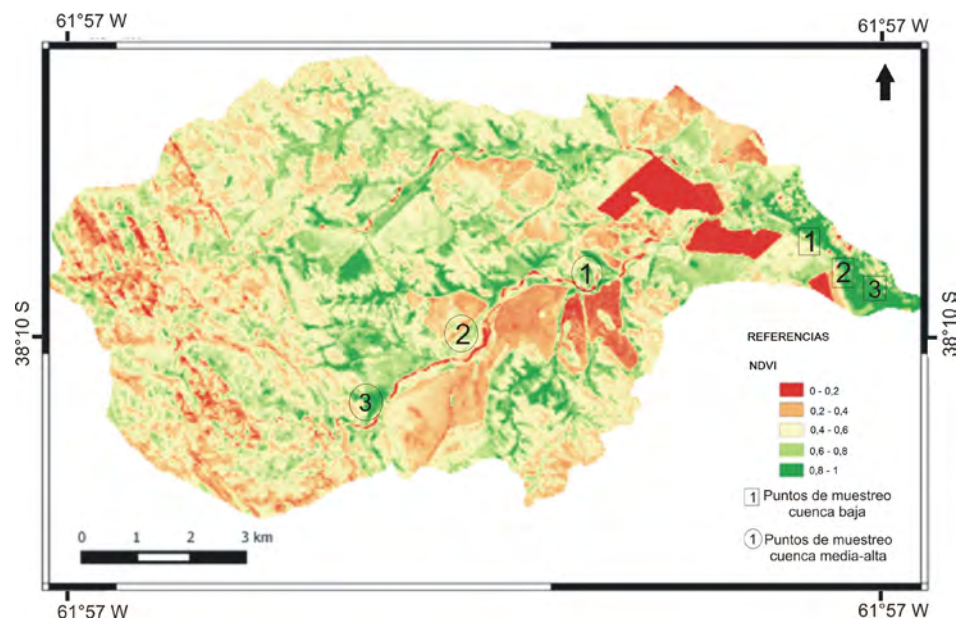 61°57 W
61°57 W
38°10 S
38°10 S
1
2
3
1
2
3
REFERENCIAS
NDVI
0 - 0,2
0,2 - 0,4
0,4 - 0,6
0,6 - 0,8
0,8 - 1
1 Puntos de muestreo
cuenca baja
1 Puntos de muestreo
cuenca media-alta
0 1 2 3 km
61°57 W
61°57 W